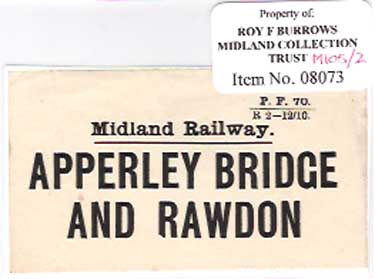 Property of:
ROY F BURROWS
MIDLAND COLLECTION
TRUST M105/2
Item No. 08073
P. F. 70.
R 2—12/10.
Midland Railway.
APPERLEY BRIDGE
AND RAWDON